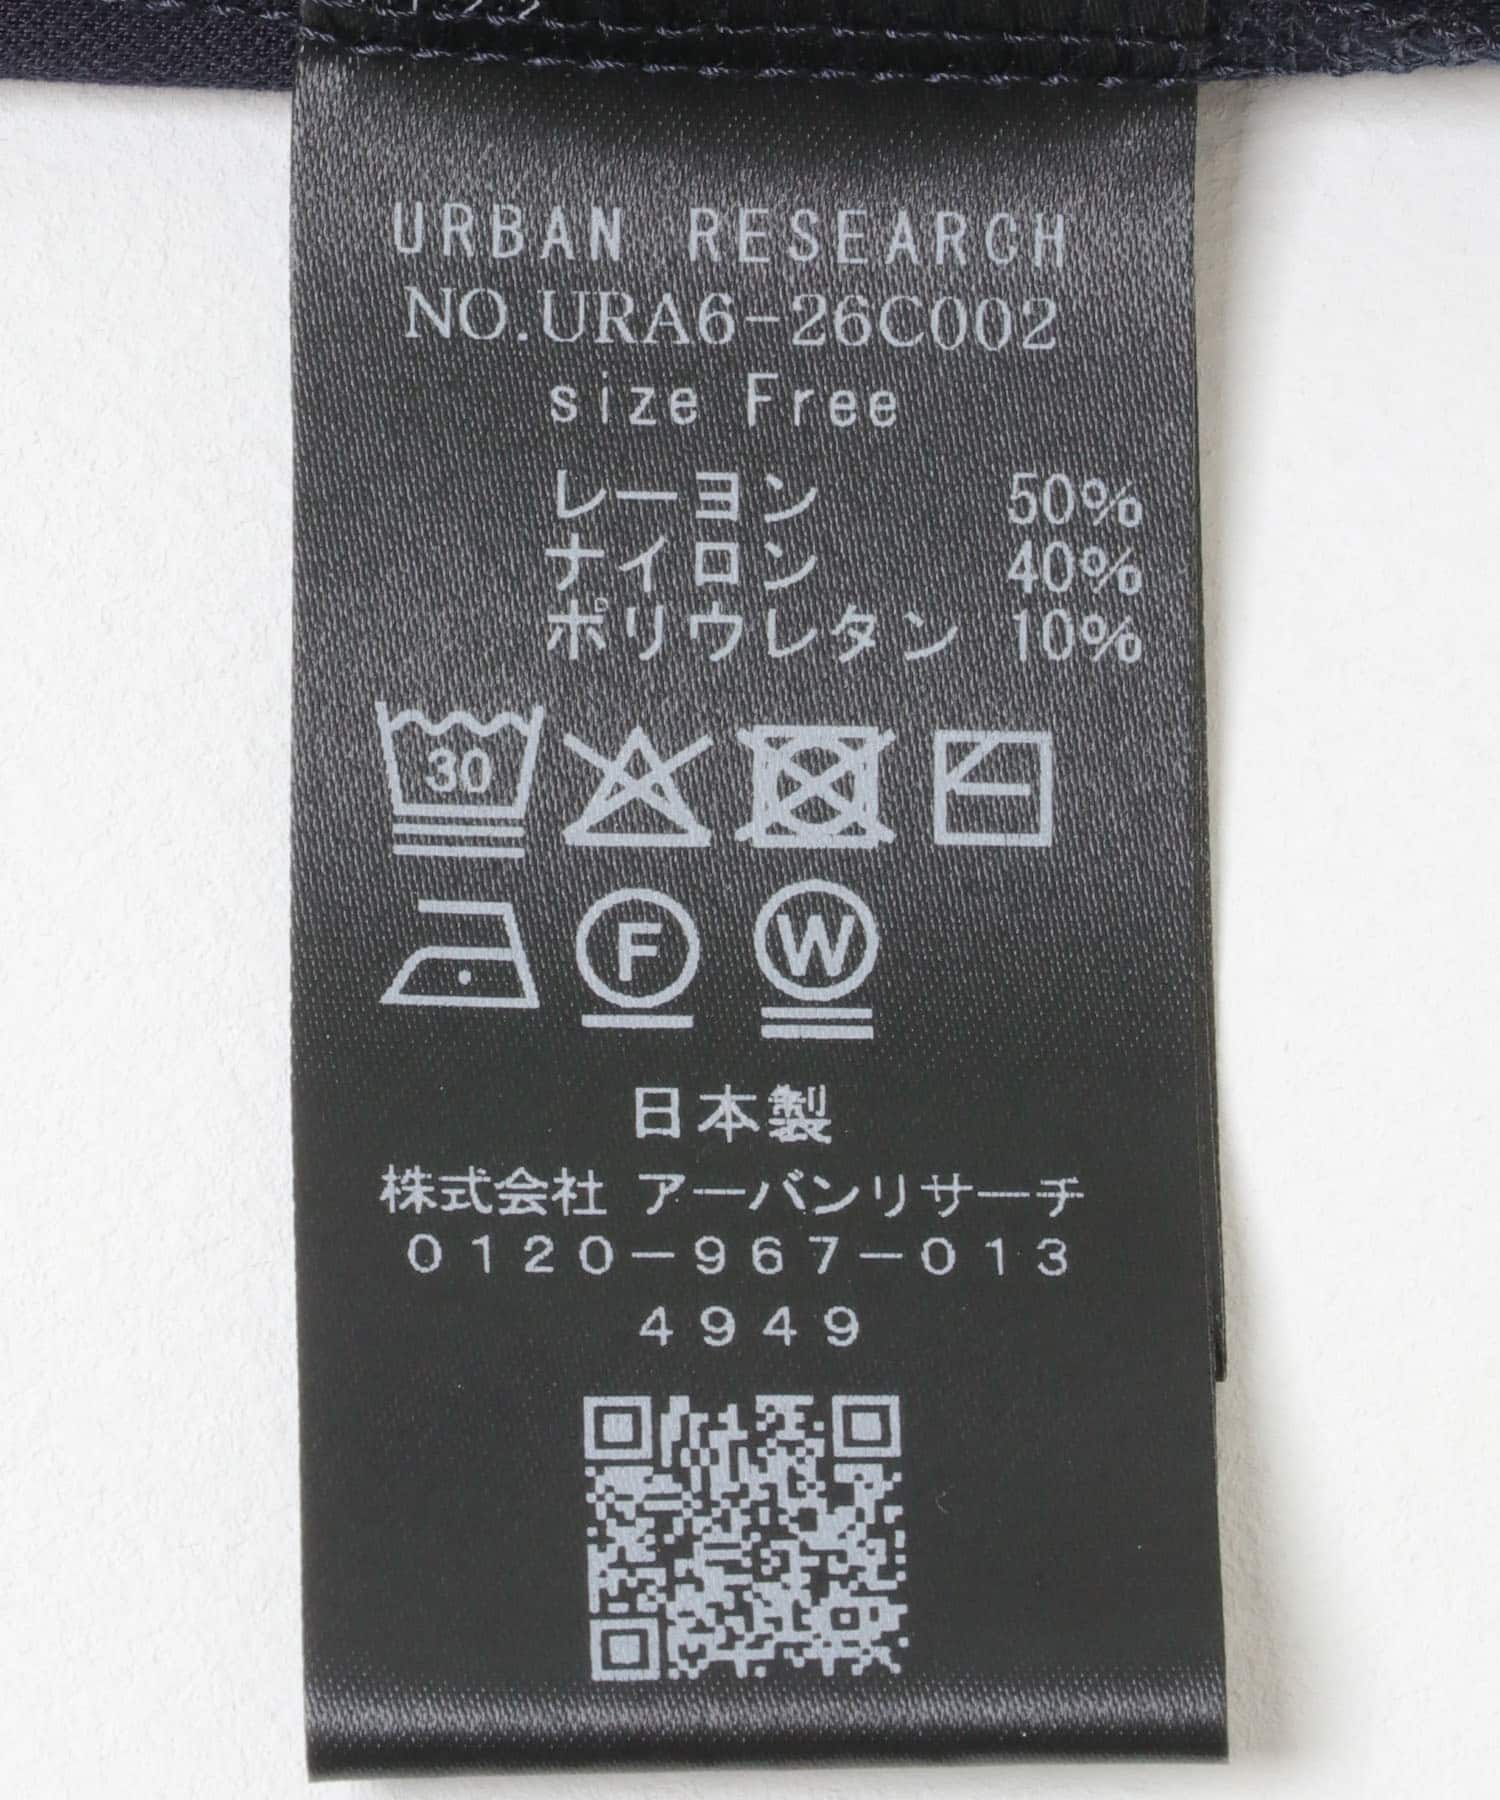 URBAN RESEARCH
NO.URA6-26C002
size Free
レーヨン 50%
ナイロン 40%
ポリウレタン 10%
30
F
W
日本製
株式会社 アーバンリサーチ
0120-967-013
4949